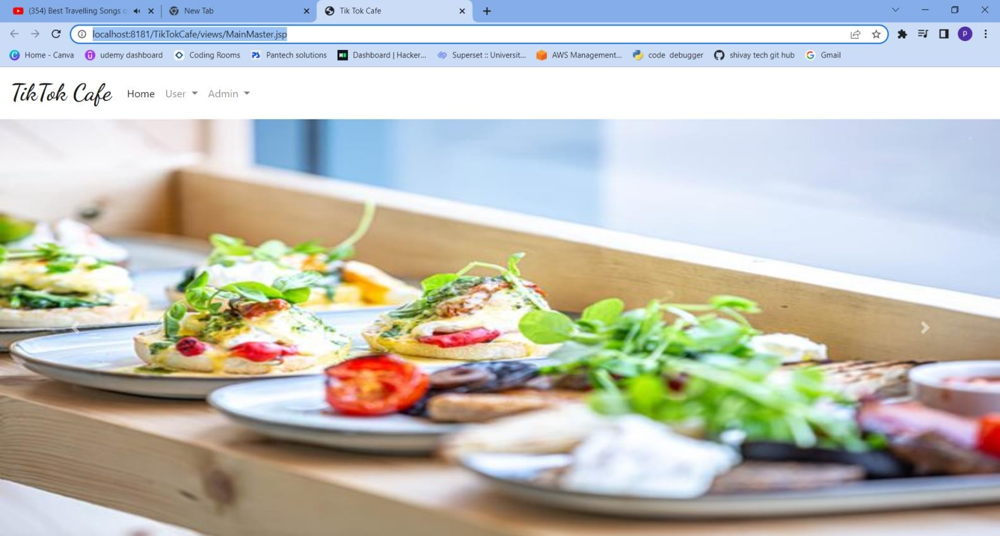 (354) Best Travelling Songs
New Tab
Tik Tok Cafe
localhost:8181/TikTokCafe/views/MainMaster.jsp
P
Home - Canva
udemy dashboard
Coding Rooms
Pantech solutions
Dashboard | Hacker...
Superset :: Universit...
AWS Management...
code debugger
shivay tech git hub
Gmail
TikTok Cafe Home User Admin